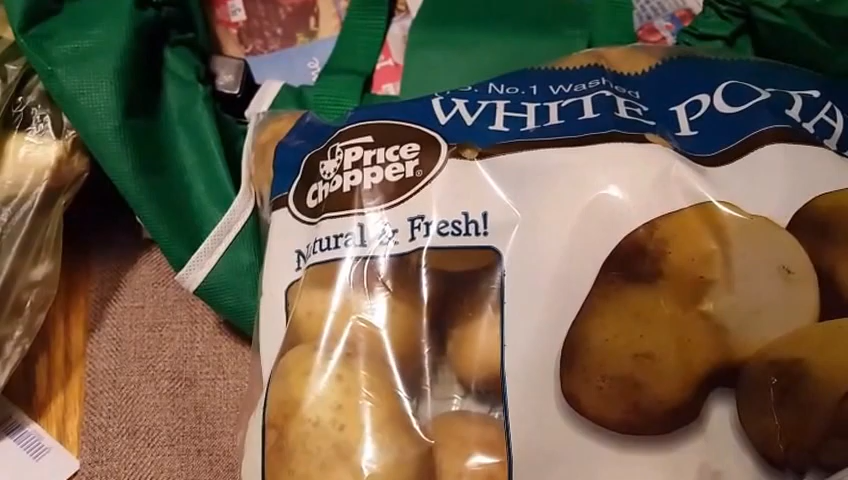 No.1 Washed
WHITE POTA
Price
Chopper®
Natural & Fresh!